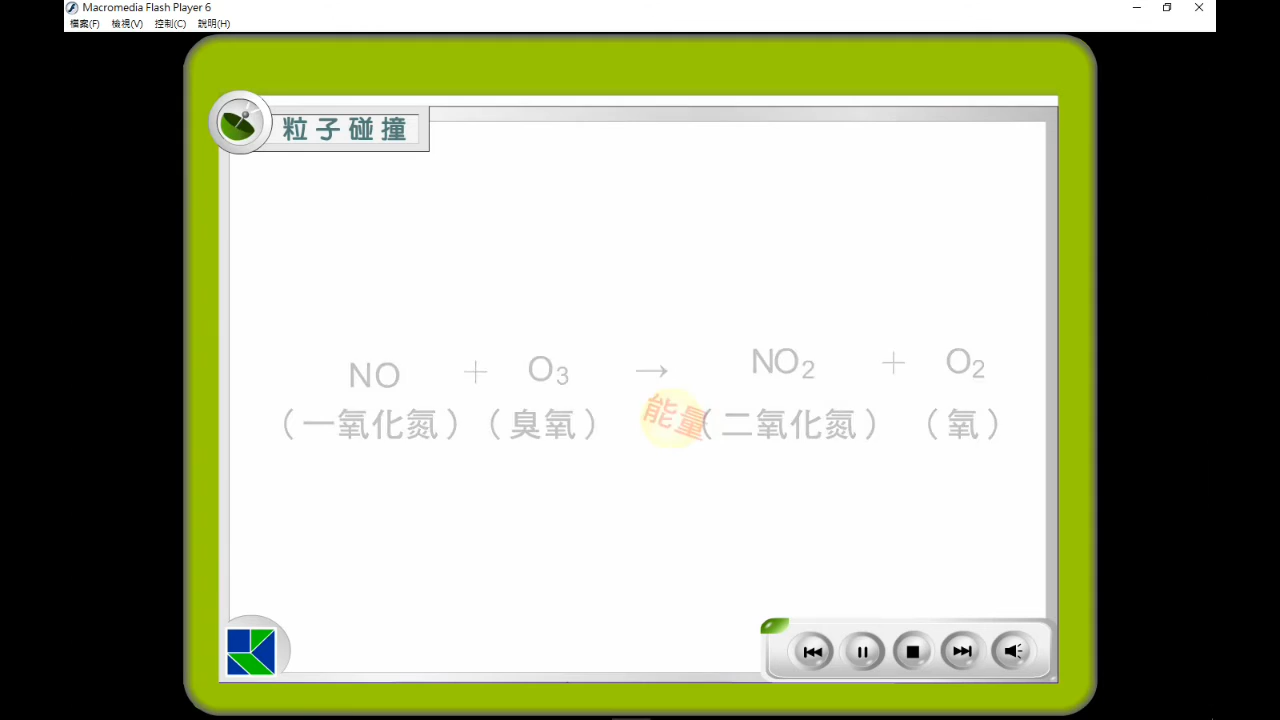 Macromedia Flash Player 6
檔案(F) 檢視(V) 控制(C) 說明(H)
粒子碰撞
NO + O₃ → NO₂ + O₂
（一氧化氮）（臭氧） 能量 （二氧化氮） （氧）